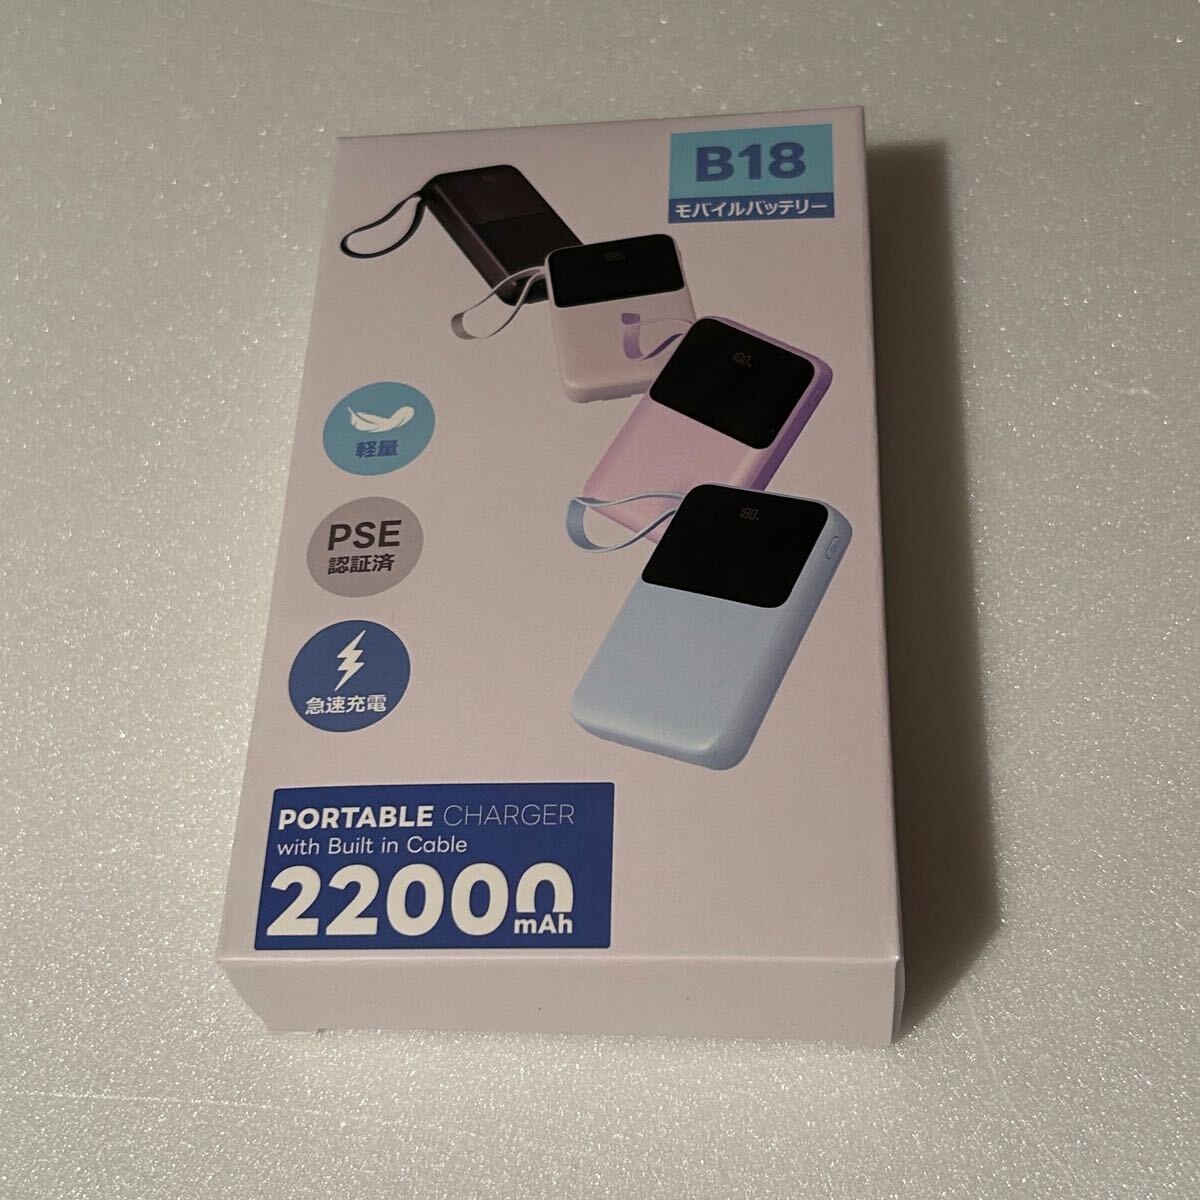 B18
モバイルバッテリー
軽量
PSE
認証済
急速充電
PORTABLE CHARGER
with Built in Cable
22000
mAh